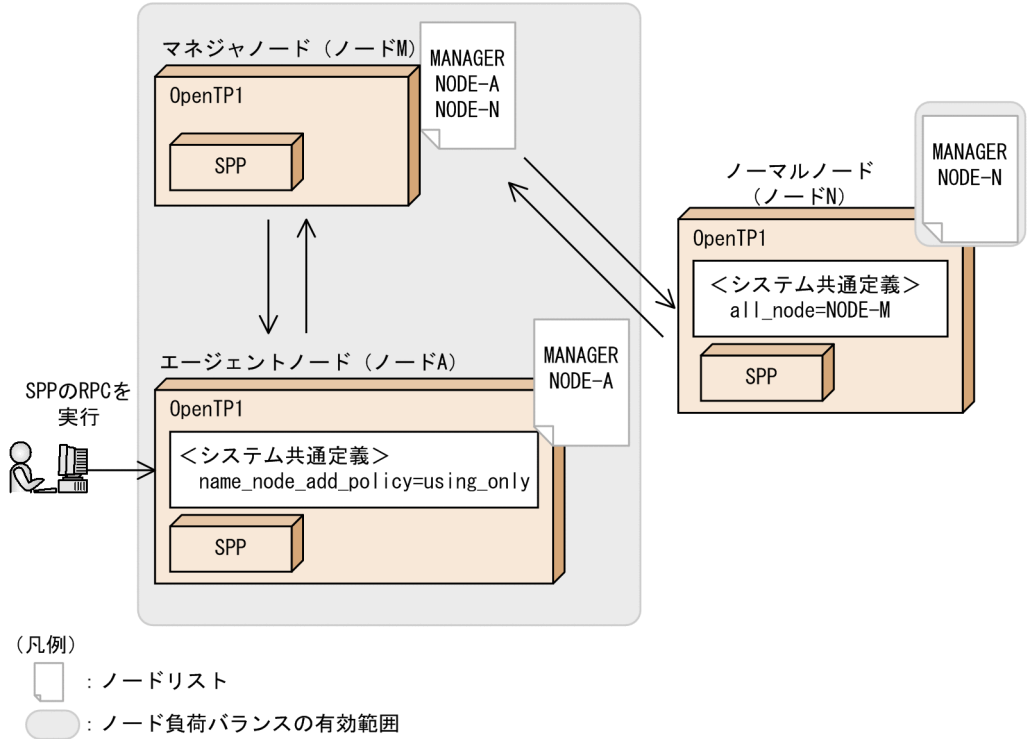 マネジャノード（ノードM）
MANAGER
NODE-A
NODE-N
OpenTP1
SPP
ノーマルノード
（ノードN）
MANAGER
NODE-N
OpenTP1
＜システム共通定義＞
all_node=NODE-M
SPP
エージェントノード（ノードA）
MANAGER
NODE-A
SPPのRPCを
実行
OpenTP1
＜システム共通定義＞
name_node_add_policy=using_only
SPP
（凡例）
：ノードリスト
：ノード負荷バランスの有効範囲